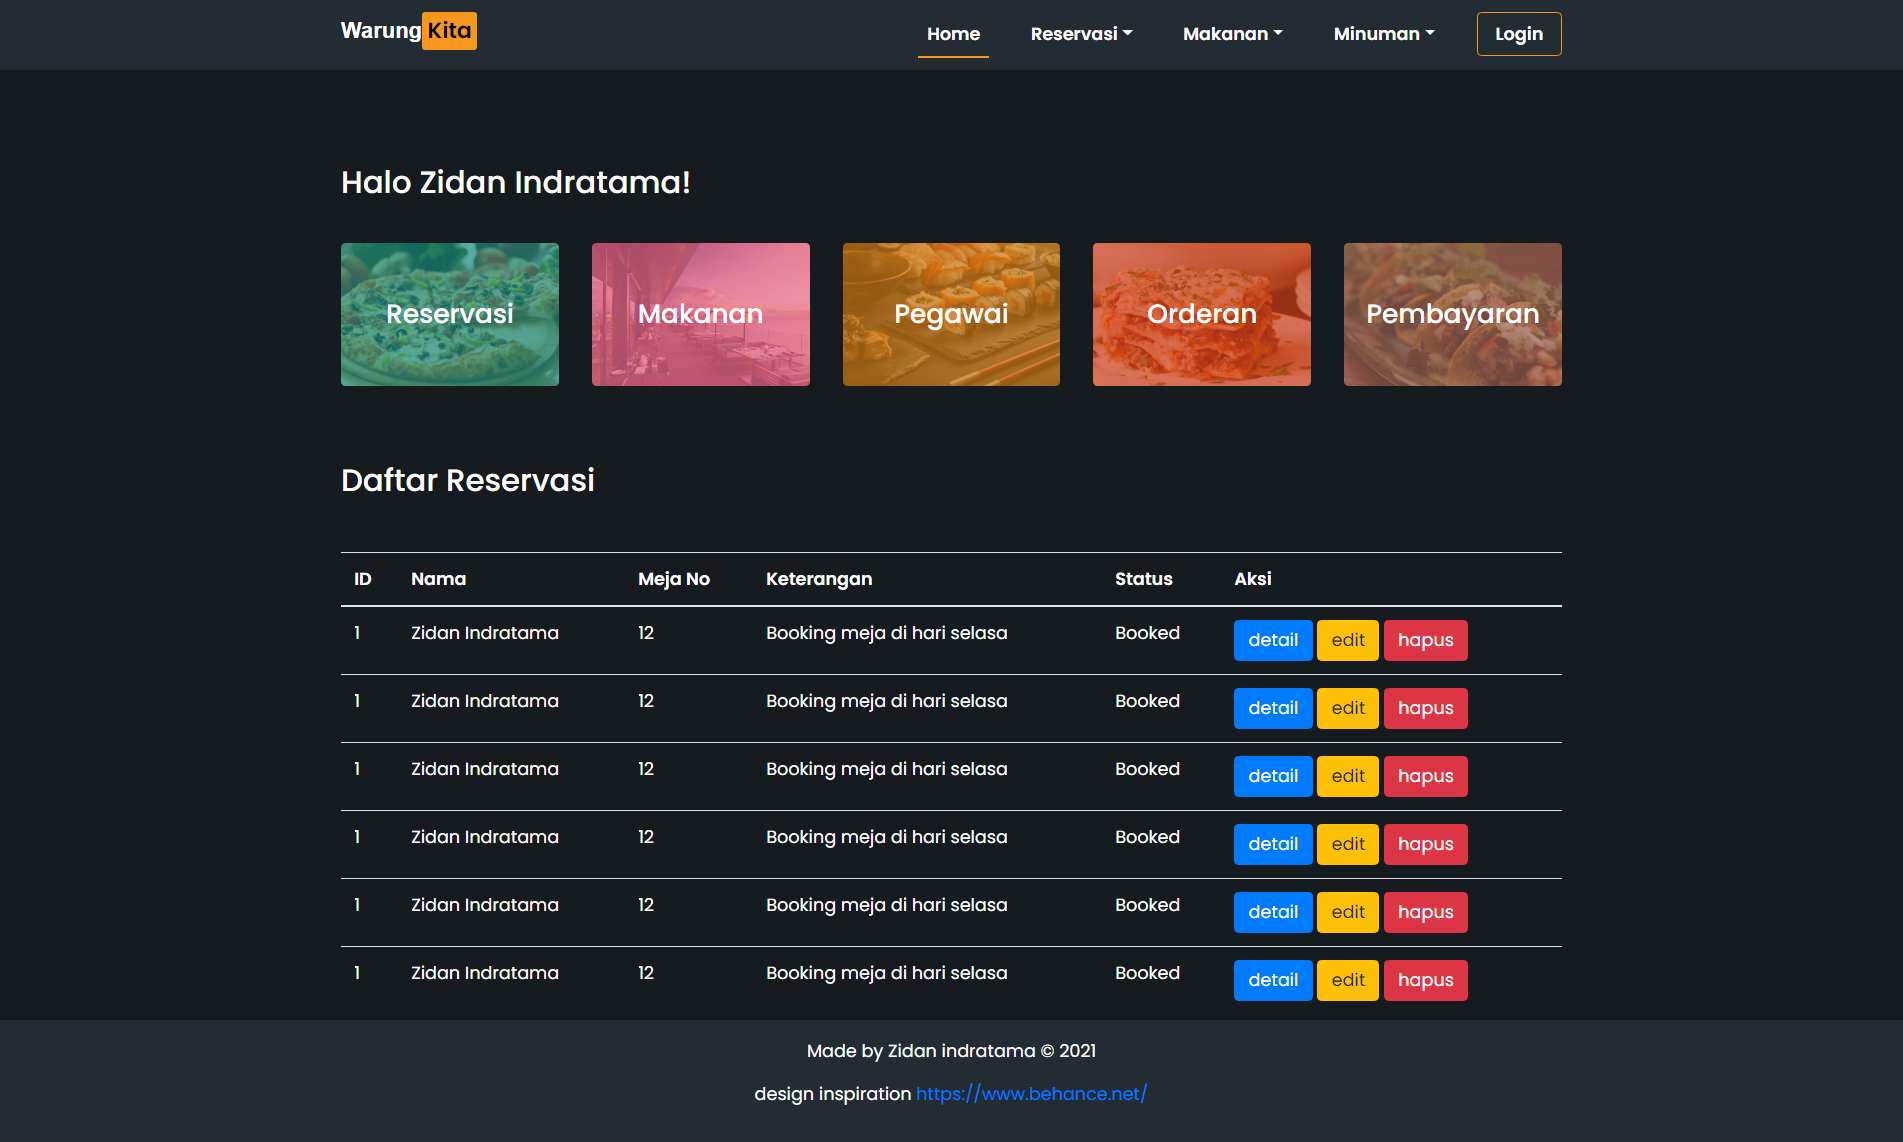 WarungKita Home Reservasi Makanan Minuman Login
Halo Zidan Indratama!
Reservasi Makanan Pegawai Orderan Pembayaran
Daftar Reservasi
ID Nama Meja No Keterangan Status Aksi
1 Zidan Indratama 12 Booking meja di hari selasa Booked detail edit hapus
1 Zidan Indratama 12 Booking meja di hari selasa Booked detail edit hapus
1 Zidan Indratama 12 Booking meja di hari selasa Booked detail edit hapus
1 Zidan Indratama 12 Booking meja di hari selasa Booked detail edit hapus
1 Zidan Indratama 12 Booking meja di hari selasa Booked detail edit hapus
1 Zidan Indratama 12 Booking meja di hari selasa Booked detail edit hapus
Made by Zidan indratama © 2021
design inspiration https://www.behance.net/